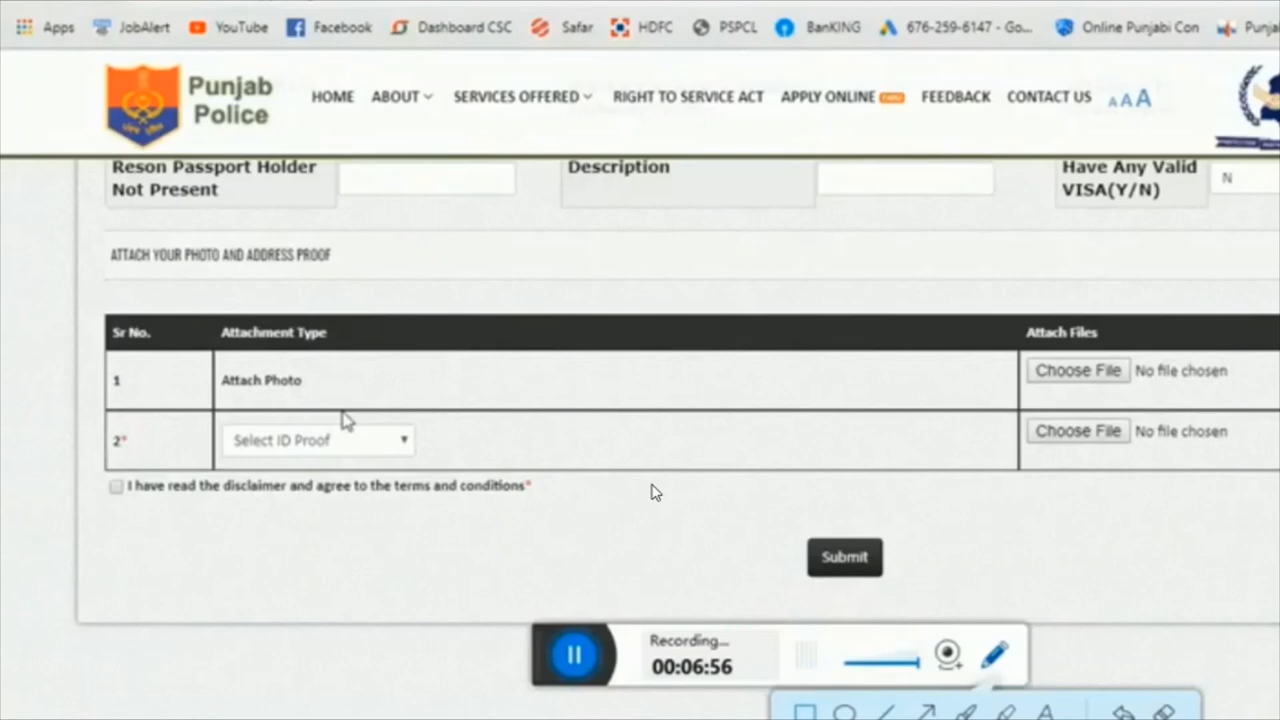 Apps JobAlert YouTube Facebook Dashboard CSC Safar HDFC PSPCL BanKING 676-259-6147 - Go... Online Punjabi Con Punja
Punjab
Police
HOME ABOUT SERVICES OFFERED RIGHT TO SERVICE ACT APPLY ONLINE FEEDBACK CONTACT US A A A
Reson Passport Holder
Not Present
Description
Have Any Valid
VISA(Y/N)
N
ATTACH YOUR PHOTO AND ADDRESS PROOF
Sr No. Attachment Type Attach Files
1 Attach Photo Choose File No file chosen
2* Select ID Proof Choose File No file chosen
I have read the disclaimer and agree to the terms and conditions*
Submit
Recording...
00:06:56
A